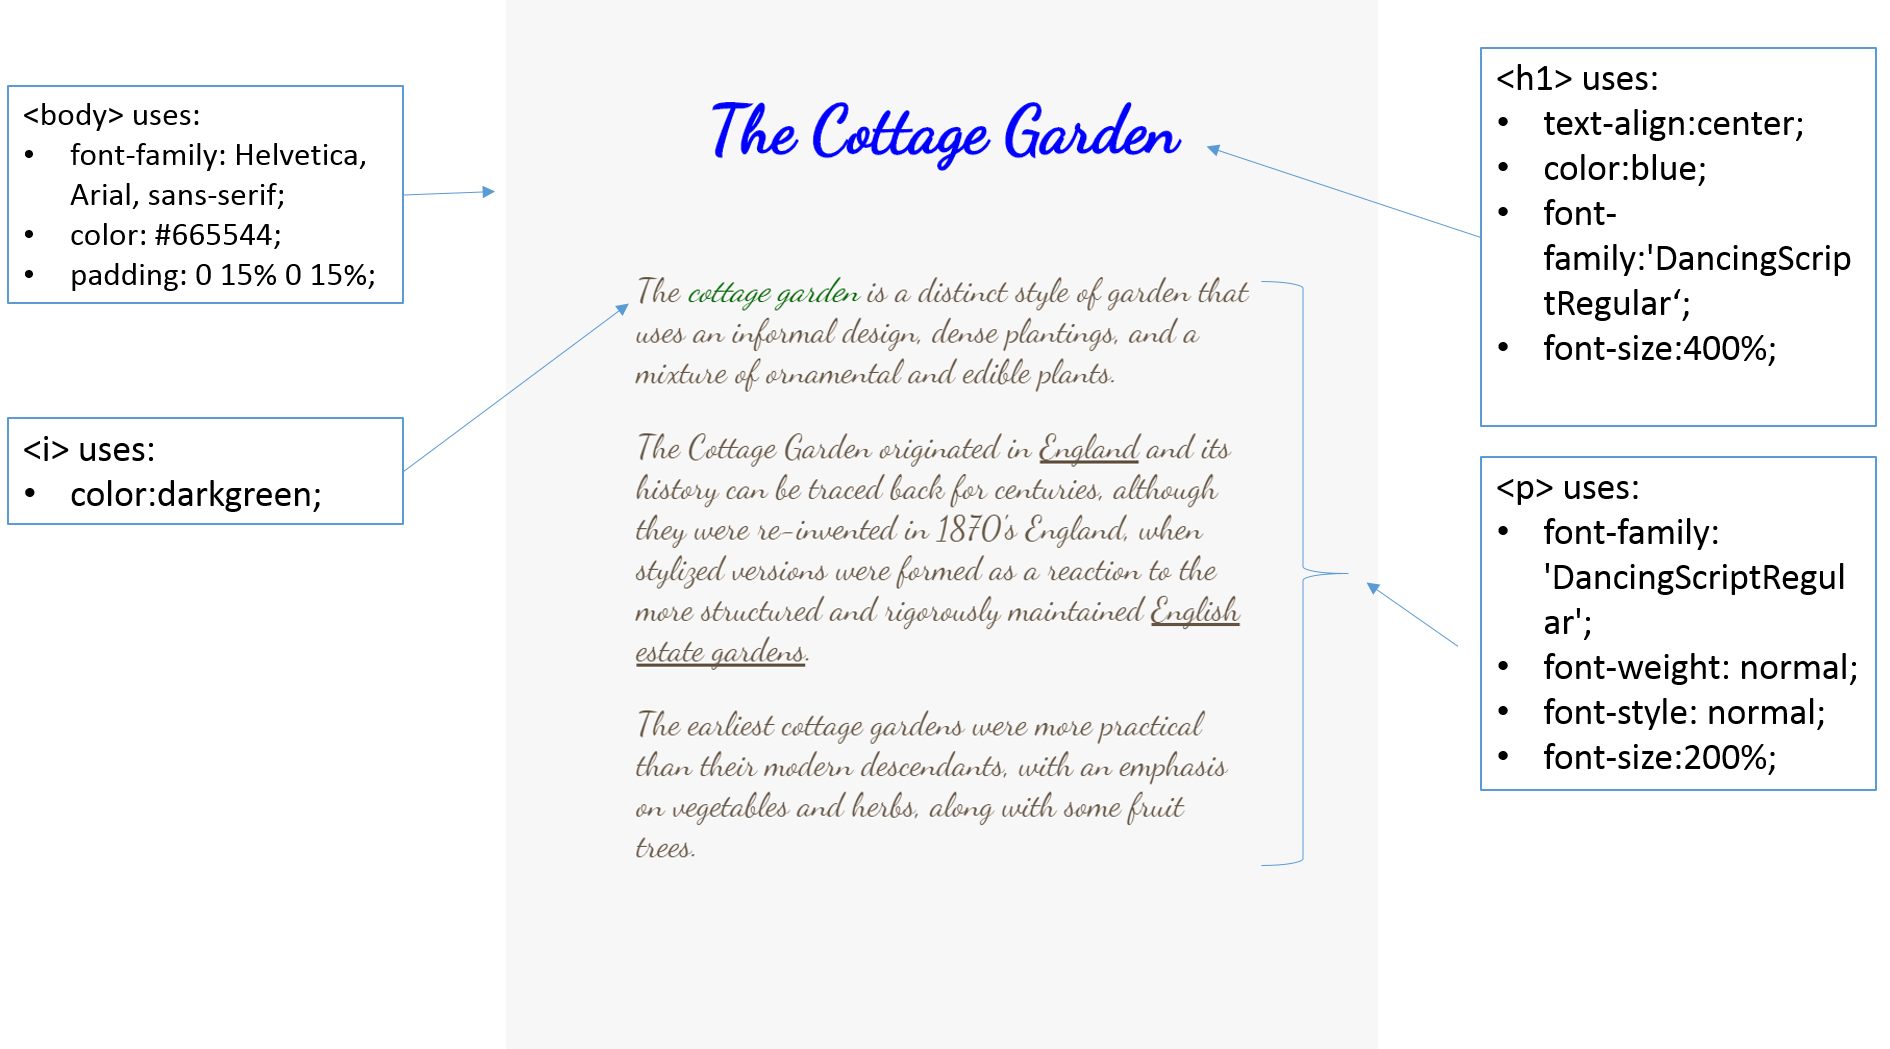 <body> uses:
• font-family: Helvetica,
Arial, sans-serif;
• color: #665544;
• padding: 0 15% 0 15%;
<i> uses:
• color:darkgreen;
The Cottage Garden
The cottage garden is a distinct style of garden that
uses an informal design, dense plantings, and a
mixture of ornamental and edible plants.
The Cottage Garden originated in England and its
history can be traced back for centuries, although
they were re-invented in 1870's England, when
stylized versions were formed as a reaction to the
more structured and rigorously maintained English
estate gardens.
The earliest cottage gardens were more practical
than their modern descendants, with an emphasis
on vegetables and herbs, along with some fruit
trees.
<h1> uses:
• text-align:center;
• color:blue;
• font-
family:'DancingScrip
tRegular‘;
• font-size:400%;
<p> uses:
• font-family:
'DancingScriptRegul
ar';
• font-weight: normal;
• font-style: normal;
• font-size:200%;